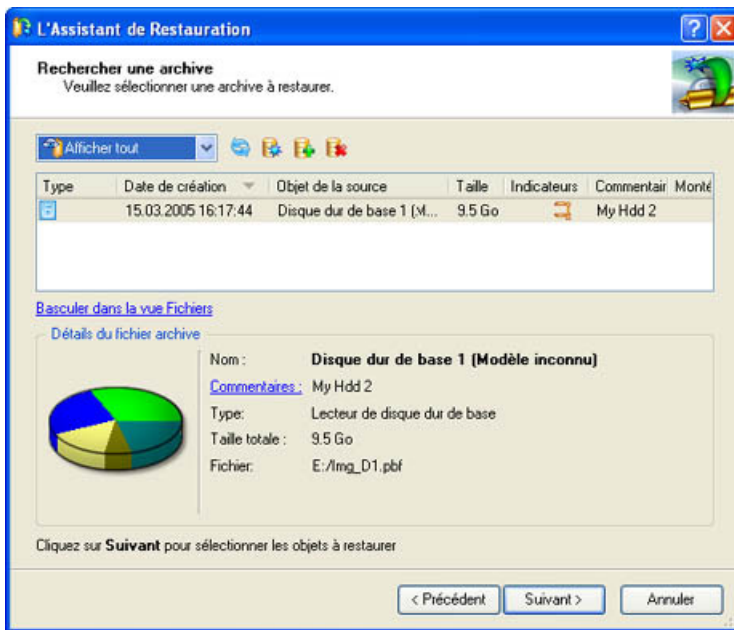 L'Assistant de Restauration
Rechercher une archive
Veuillez sélectionner une archive à restaurer.
Afficher tout
Type Date de création Objet de la source Taille Indicateurs Commentair Monté
15.03.2005 16:17:44 Disque dur de base 1 (M... 9.5 Go My Hdd 2
Basculer dans la vue Fichiers
Détails du fichier archive
Nom : Disque dur de base 1 (Modèle inconnu)
Commentaires : My Hdd 2
Type: Lecteur de disque dur de base
Taille totale : 9.5 Go
Fichier: E:/Img_D1.pbf
Cliquez sur Suivant pour sélectionner les objets à restaurer
< Précédent Suivant > Annuler